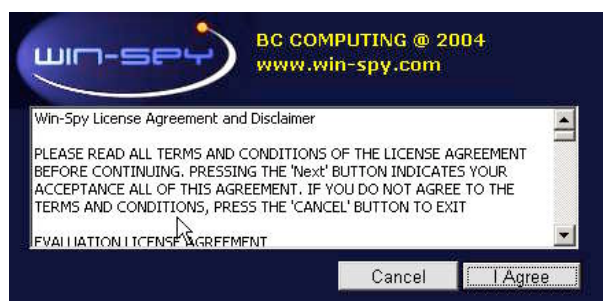 WIN-SPY
BC COMPUTING @ 2004
www.win-spy.com
Win-Spy License Agreement and Disclaimer
PLEASE READ ALL TERMS AND CONDITIONS OF THE LICENSE AGREEMENT
BEFORE CONTINUING. PRESSING THE 'Next' BUTTON INDICATES YOUR
ACCEPTANCE ALL OF THIS AGREEMENT. IF YOU DO NOT AGREE TO THE
TERMS AND CONDITIONS, PRESS THE 'CANCEL' BUTTON TO EXIT
EVALUATION LICENSE AGREEMENT
Cancel
I Agree